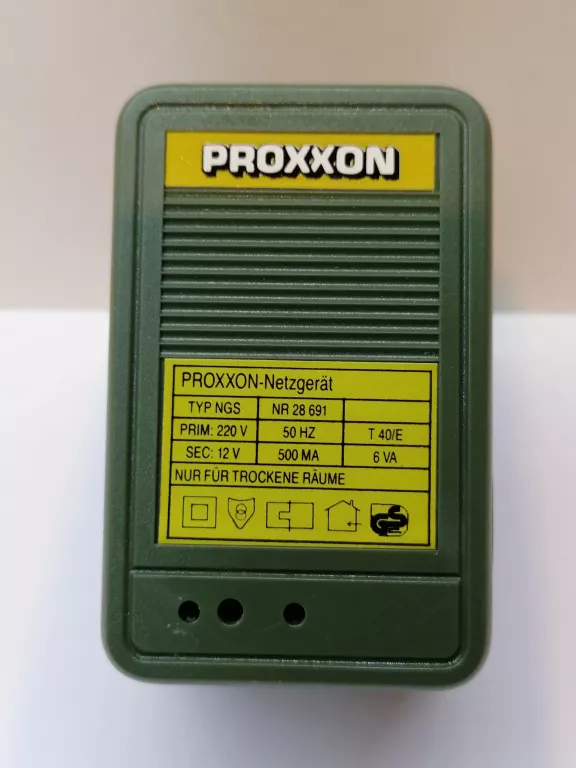 PROXXON
PROXXON-Netzgerät
TYP NGS NR 28 691
PRIM: 220 V 50 HZ T 40/E
SEC: 12 V 500 MA 6 VA
NUR FÜR TROCKENE RÄUME
GS